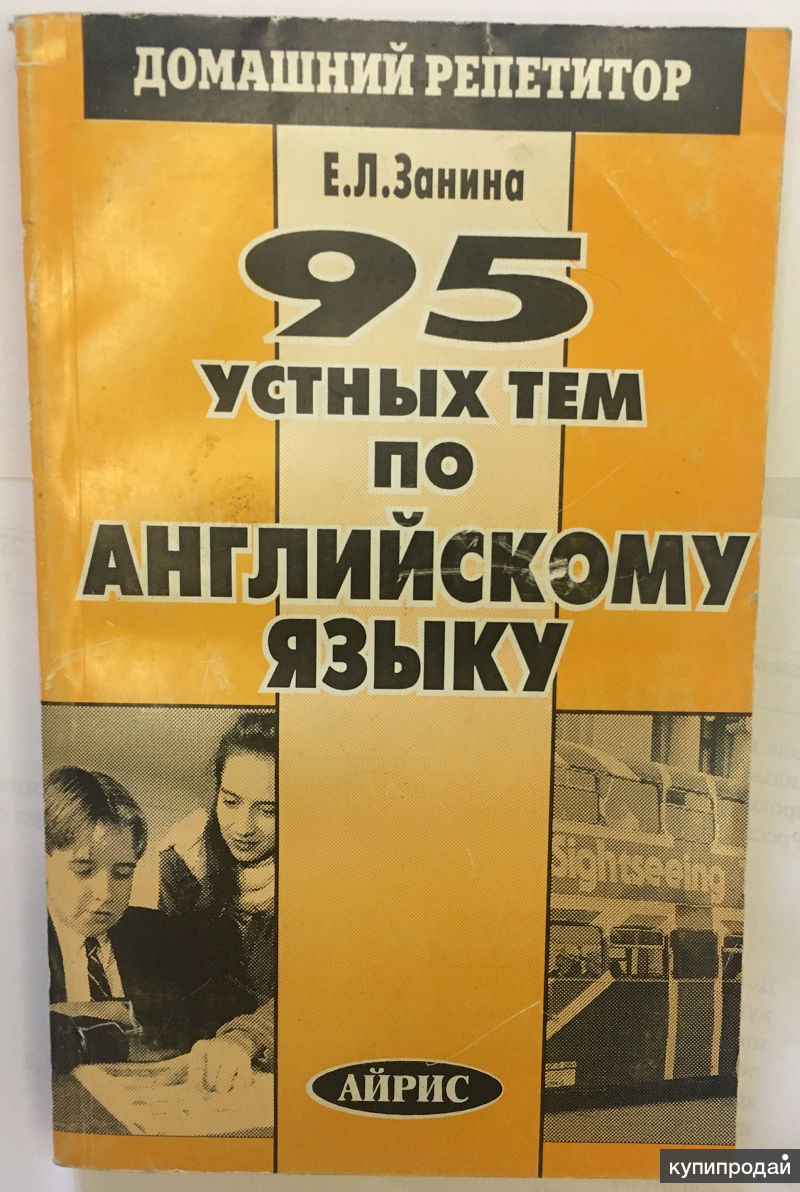 ДОМАШНИЙ РЕПЕТИТОР
Е.Л.Занина
95
УСТНЫХ ТЕМ
ПО
АНГЛИЙСКОМУ
ЯЗЫКУ
Sightseeing
АЙРИС
купипродай